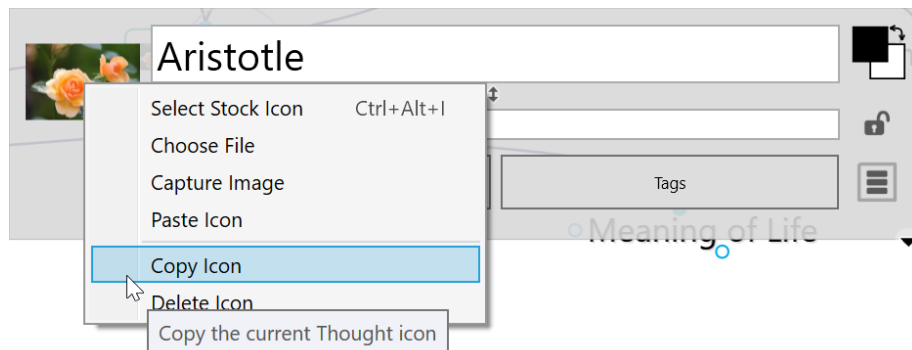 Aristotle
Select Stock Icon Ctrl+Alt+I
Choose File
Capture Image
Paste Icon
Tags
Meaning of Life
Copy Icon
Delete Icon
Copy the current Thought icon